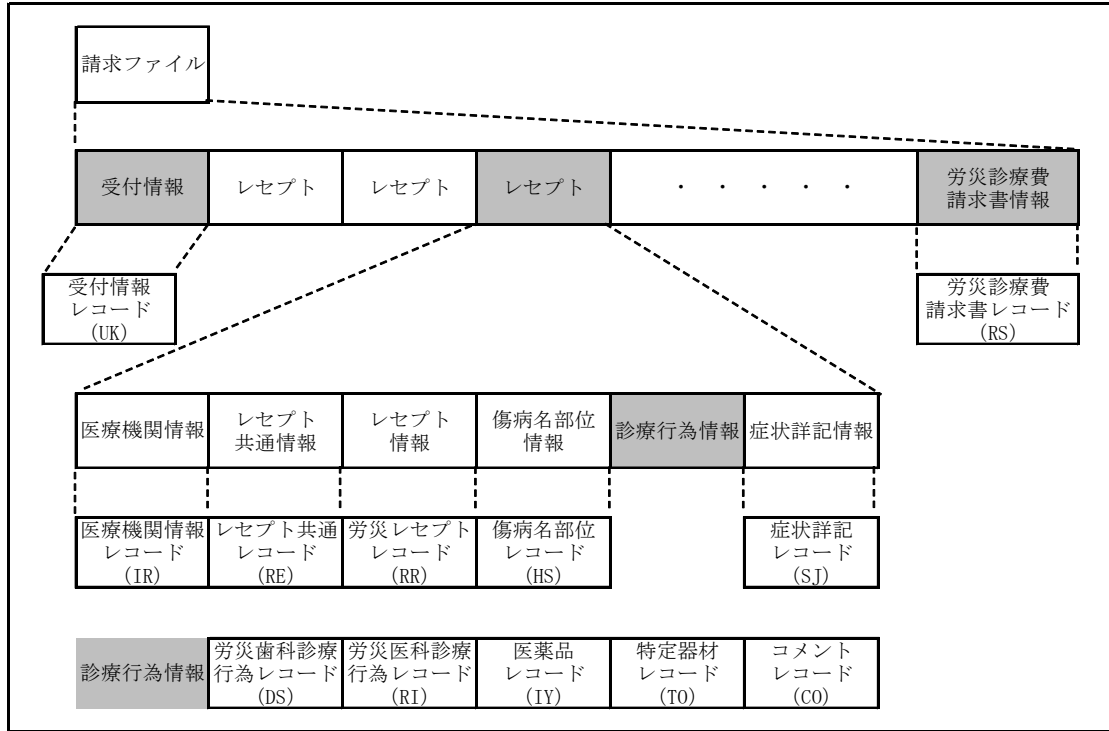 請求ファイル
受付情報
レセプト
レセプト
レセプト
・ ・ ・ ・ ・
労災診療費
請求書情報
受付情報
レコード
(UK)
労災診療費
請求書レコード
(RS)
医療機関情報
レセプト
共通情報
レセプト
情報
傷病名部位
情報
診療行為情報
症状詳記情報
医療機関情報
レコード
(IR)
レセプト共通
レコード
(RE)
労災レセプト
レコード
(RR)
傷病名部位
レコード
(HS)
症状詳記
レコード
(SJ)
診療行為情報
労災歯科診療
行為レコード
(DS)
労災医科診療
行為レコード
(RI)
医薬品
レコード
(IY)
特定器材
レコード
(TO)
コメント
レコード
(CO)